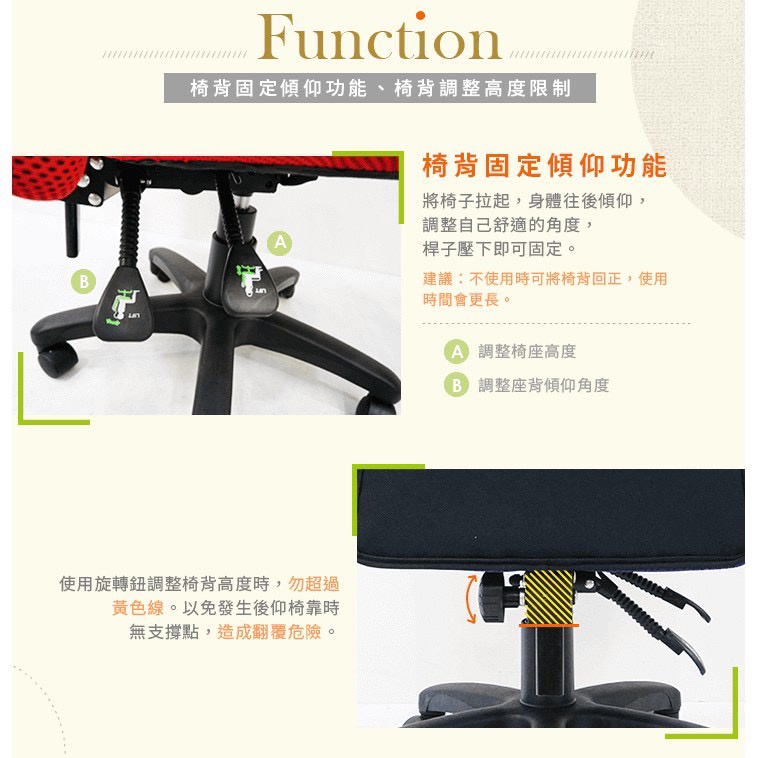 Function
椅背固定傾仰功能、椅背調整高度限制
椅背固定傾仰功能
將椅子拉起，身體往後傾仰，
調整自己舒適的角度，
桿子壓下即可固定。
建議：不使用時可將椅背回正，使用
時間會更長。
A
B
LIFT
LIFT
A 調整椅座高度
B 調整座背傾仰角度
使用旋轉鈕調整椅背高度時，勿超過
黃色線。以免發生後仰椅靠時
無支撐點，造成翻覆危險。